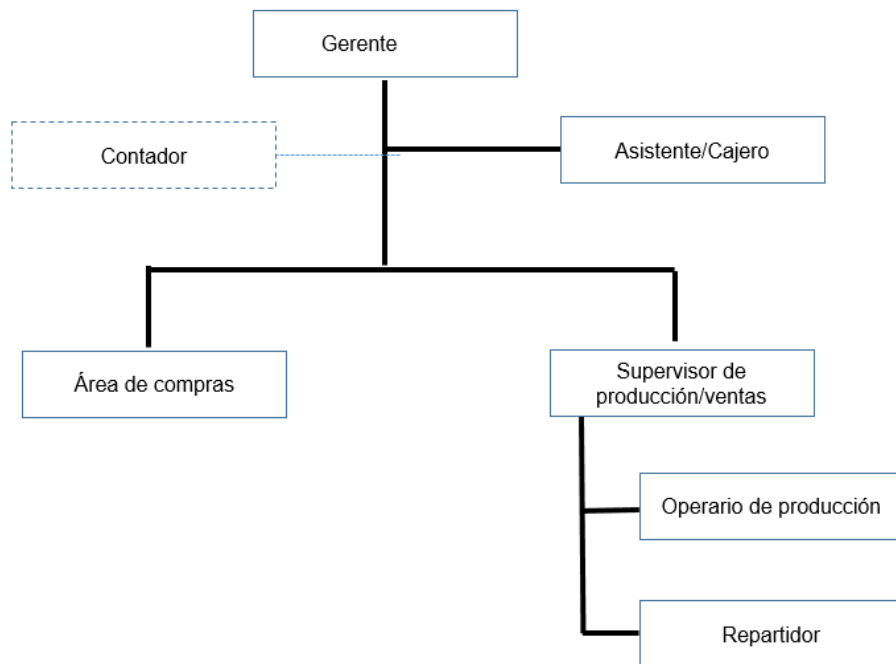 Gerente
Contador
Asistente/Cajero
Área de compras
Supervisor de
producción/ventas
Operario de producción
Repartidor